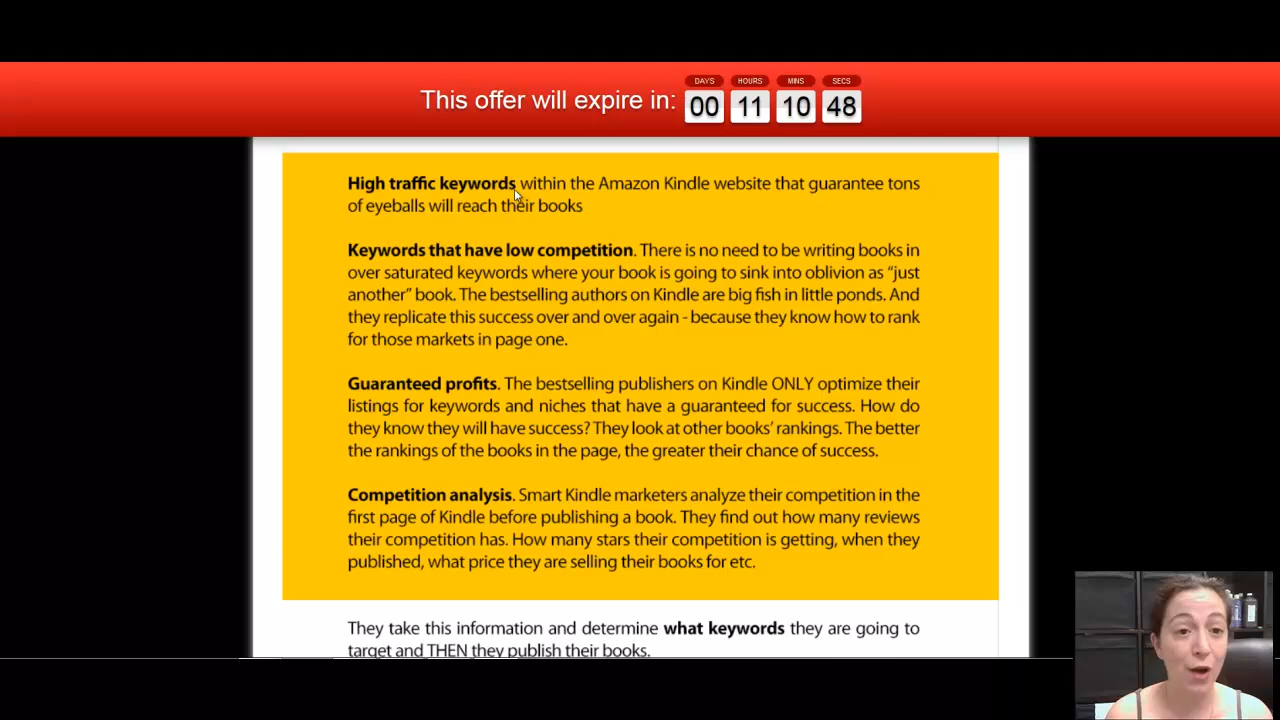 This offer will expire in:
DAYS HOURS MINS SECS
00 11 10 48
High traffic keywords within the Amazon Kindle website that guarantee tons
of eyeballs will reach their books
Keywords that have low competition. There is no need to be writing books in
over saturated keywords where your book is going to sink into oblivion as “just
another” book. The bestselling authors on Kindle are big fish in little ponds. And
they replicate this success over and over again - because they know how to rank
for those markets in page one.
Guaranteed profits. The bestselling publishers on Kindle ONLY optimize their
listings for keywords and niches that have a guaranteed for success. How do
they know they will have success? They look at other books’ rankings. The better
the rankings of the books in the page, the greater their chance of success.
Competition analysis. Smart Kindle marketers analyze their competition in the
first page of Kindle before publishing a book. They find out how many reviews
their competition has. How many stars their competition is getting, when they
published, what price they are selling their books for etc.
They take this information and determine what keywords they are going to
target and THEN they publish their books.